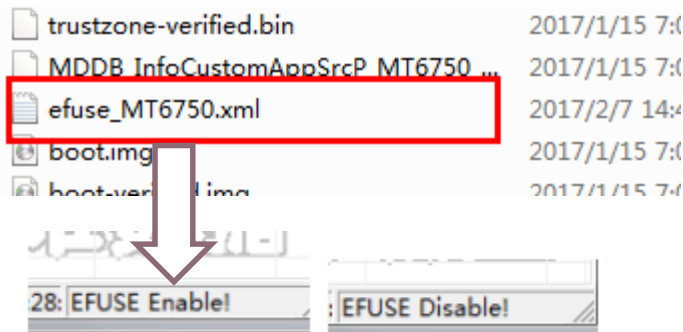 trustzone-verified.bin 2017/1/15 7:0
MDDB_InfoCustomAppSrcP_MT6750_... 2017/1/15 7:0
efuse_MT6750.xml 2017/2/7 14:4
boot.img 2017/1/15 7:0
2017/1/15 7:0
28: EFUSE Enable!
: EFUSE Disable!